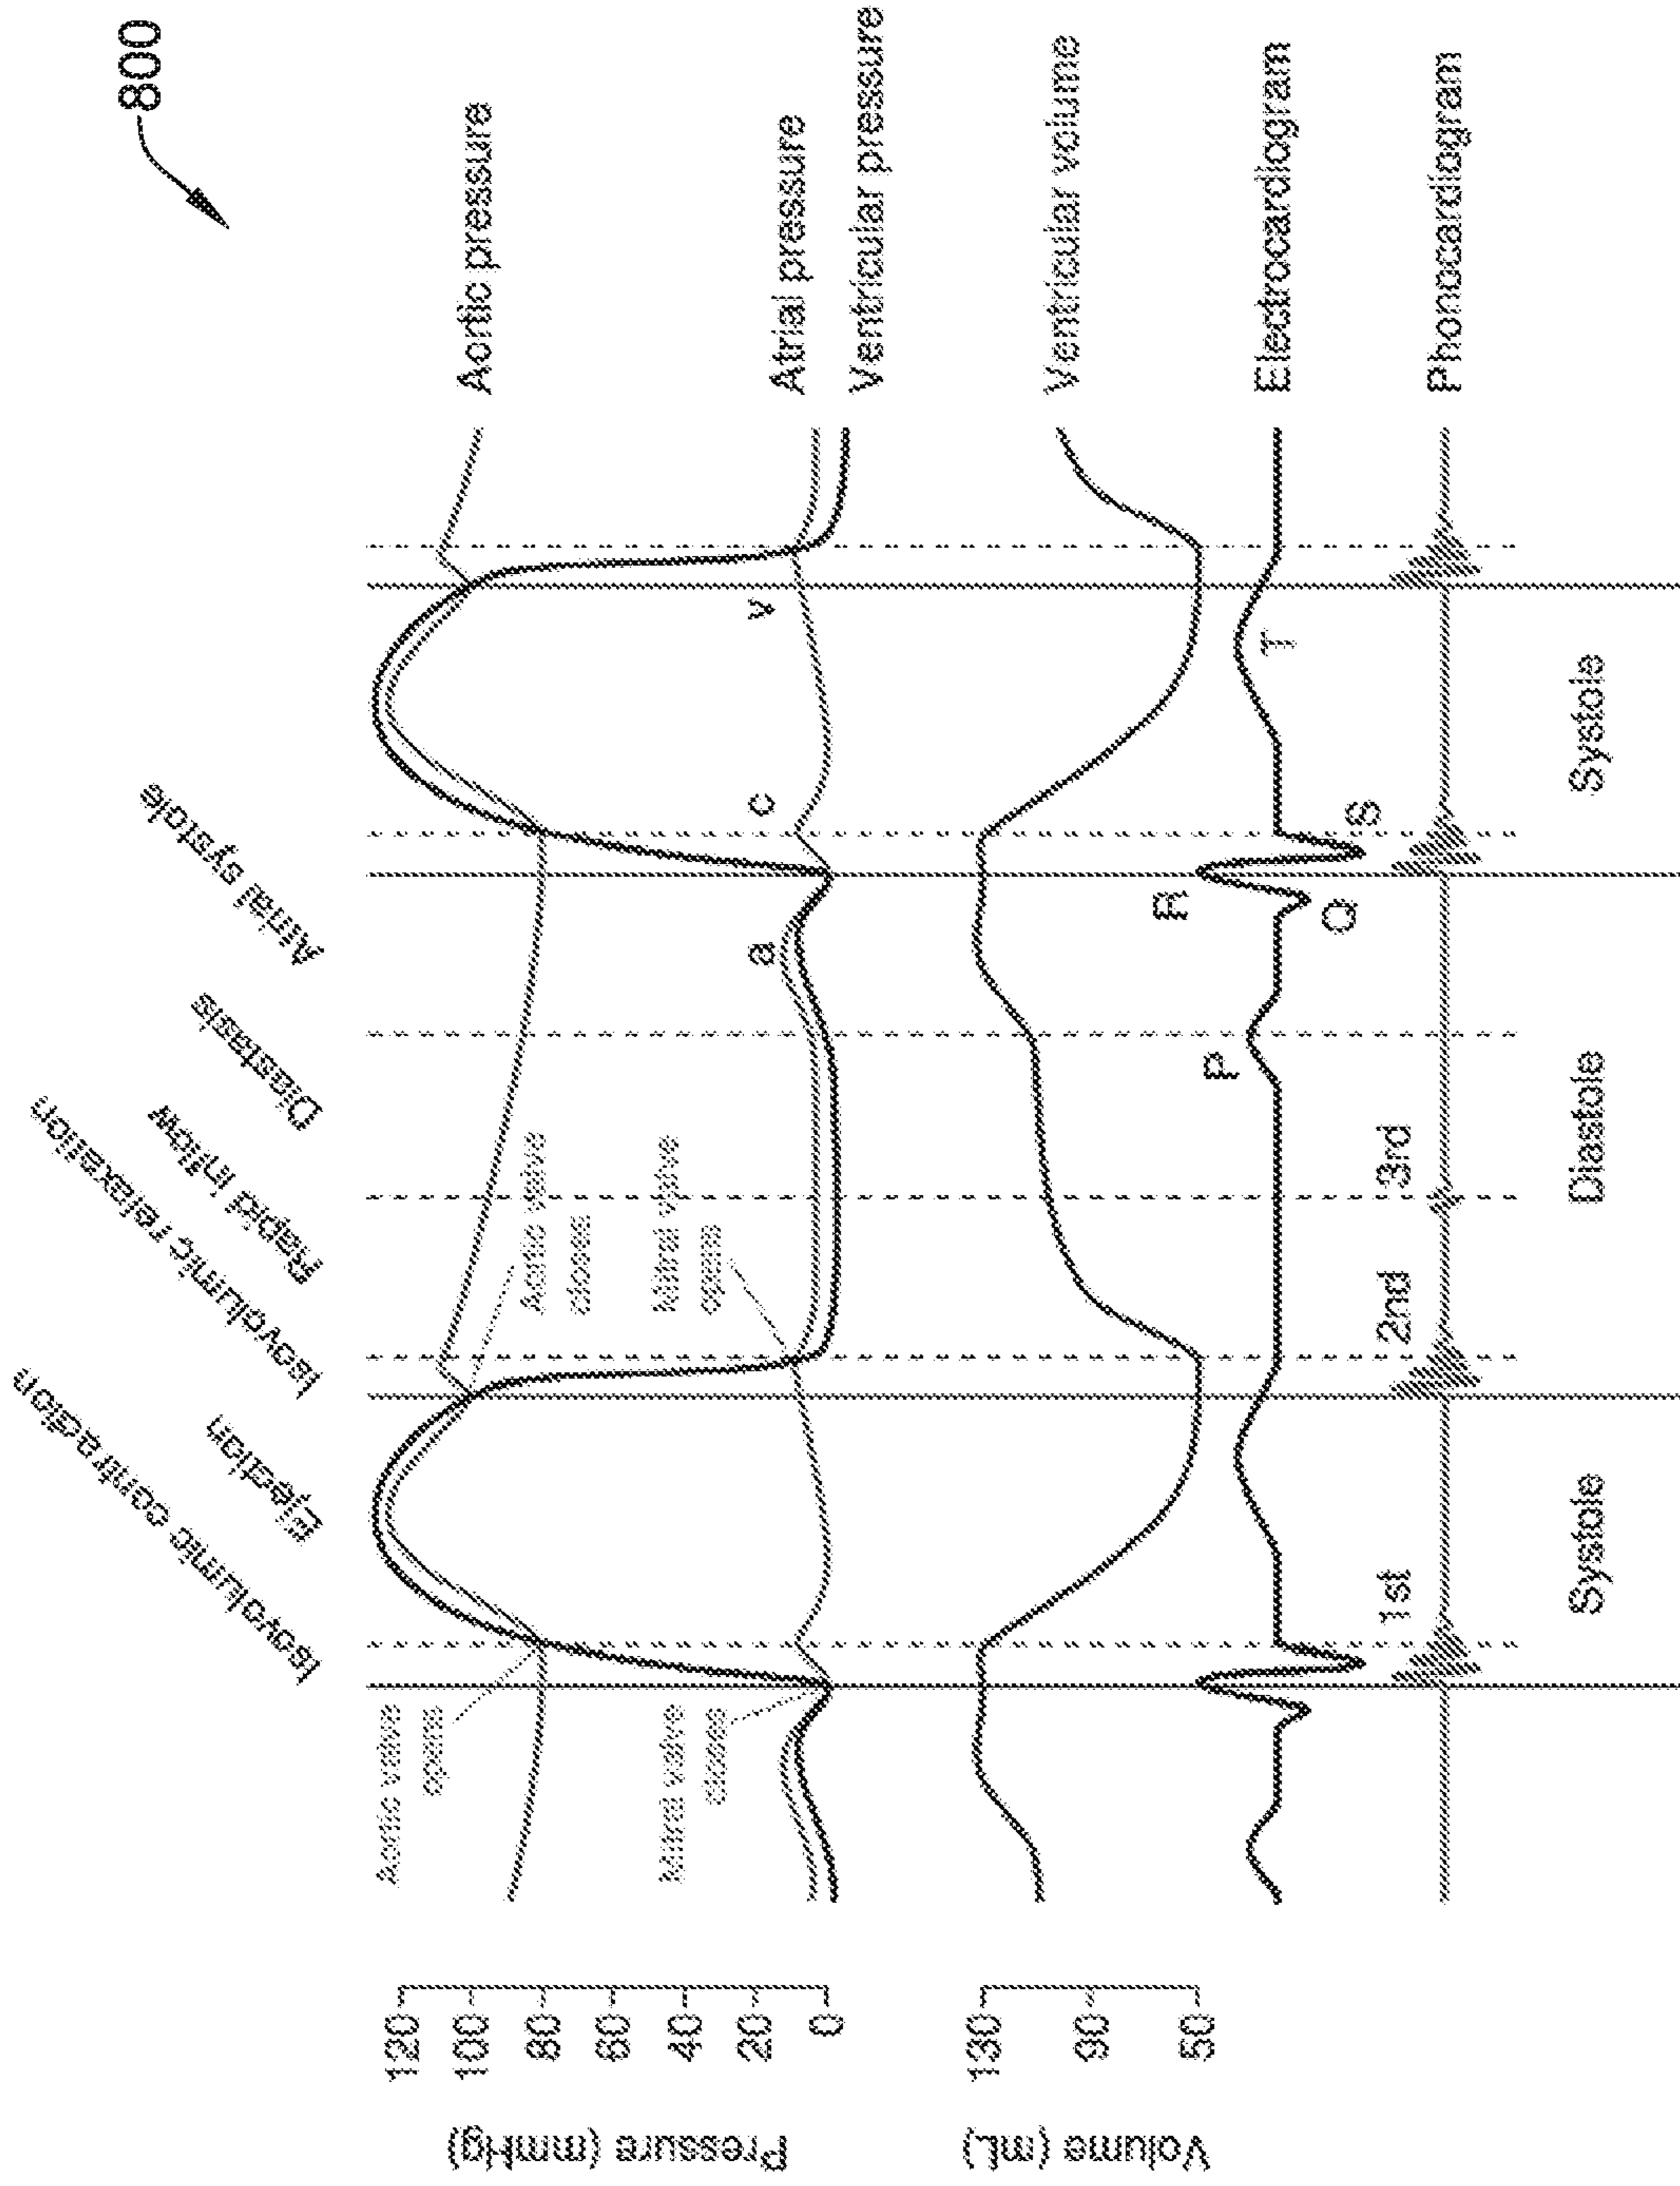 800
Isovolumic contraction
Ejection
Isovolumic relaxation
Rapid inflow
Diastasis
Atrial systole
Pressure (mmHg)
120
100
80
60
40
20
0
Aortic valve
opens
Aortic valve
closes
Mitral valve
closes
Mitral valve
opens
a
c
v
Aortic pressure
Atrial pressure
Ventricular pressure
Volume (mL)
130
90
50
Ventricular volume
R
P
T
Q
S
Electrocardiogram
1st
2nd
3rd
Phonocardiogram
Systole
Diastole
Systole